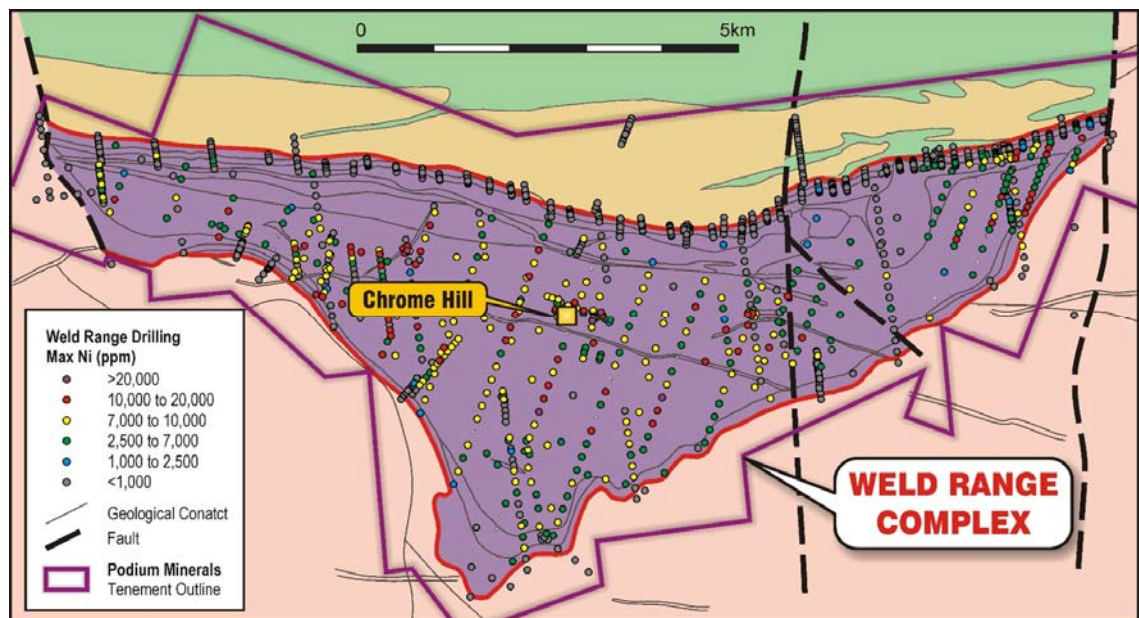 0 5km
Chrome Hill
Weld Range Drilling
Max Ni (ppm)
>20,000
10,000 to 20,000
7,000 to 10,000
2,500 to 7,000
1,000 to 2,500
<1,000
Geological Conatct
Fault
Podium Minerals
Tenement Outline
WELD RANGE
COMPLEX